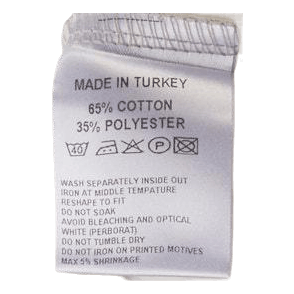 MADE IN TURKEY
65% COTTON
35% POLYESTER
40 P
WASH SEPARATELY INSIDE OUT
IRON AT MIDDLE TEMPATURE
RESHAPE TO FIT
DO NOT SOAK
AVOID BLEACHING AND OPTICAL
WHITE (PERBORAT)
DO NOT TUMBLE DRY
DO NOT IRON ON PRINTED MOTIVES
MAX 5% SHRINKAGE